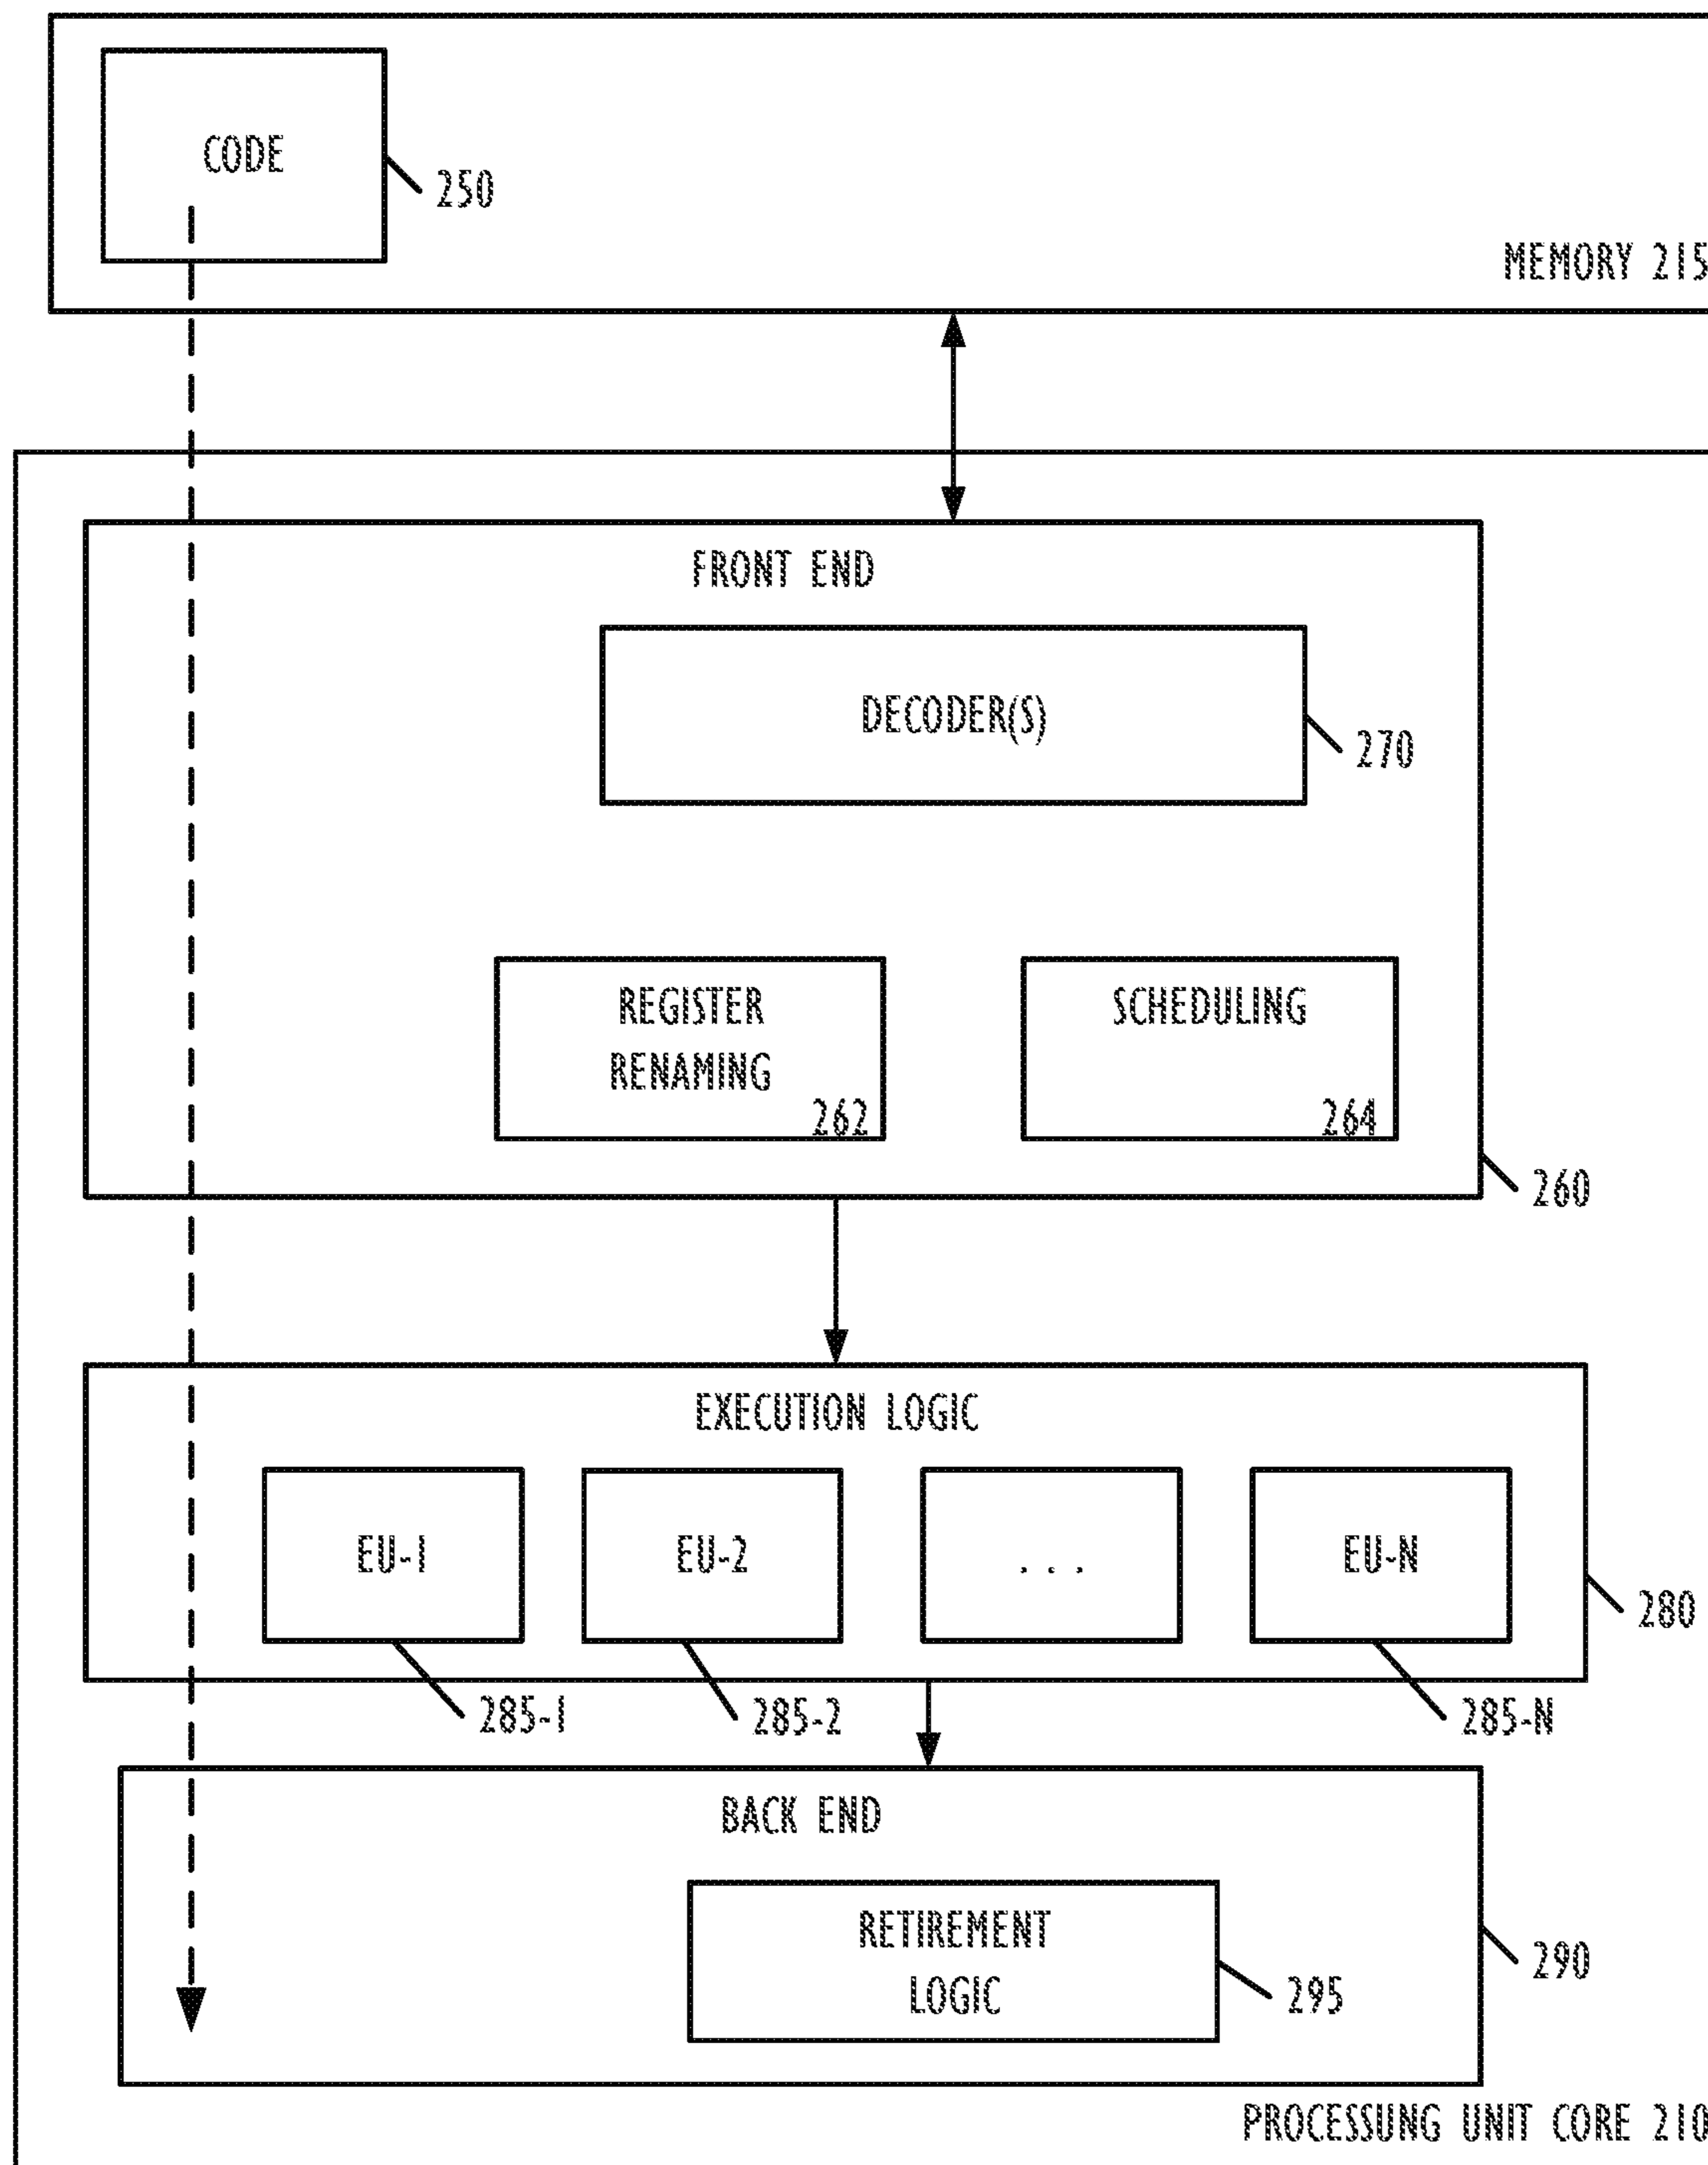 CODE
250
MEMORY 215
FRONT END
DECODER(S)
270
REGISTER
RENAMING
262
SCHEDULING
264
260
EXECUTION LOGIC
EU-1
EU-2
. . .
EU-N
280
285-1
285-2
285-N
BACK END
RETIREMENT
LOGIC
295
290
PROCESSUNG UNIT CORE 210